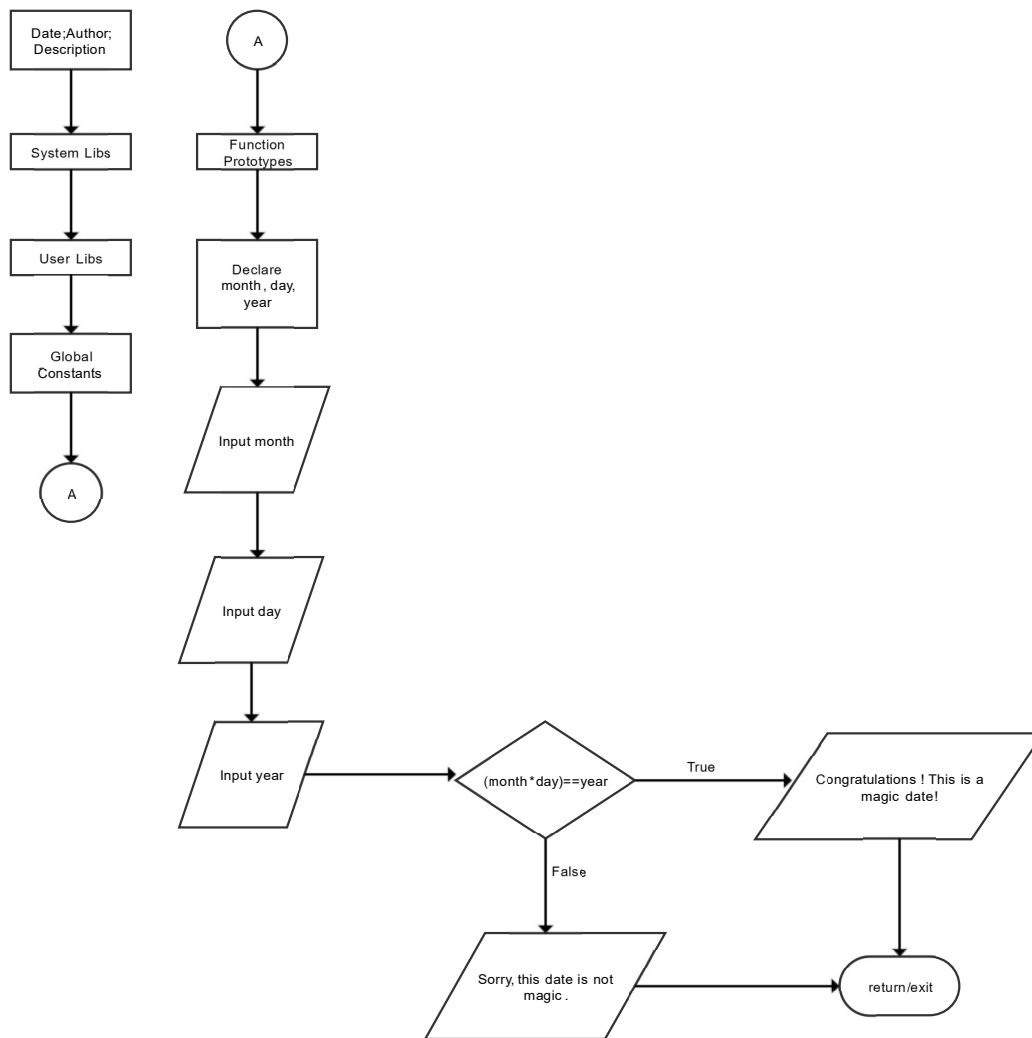 Date;Author;
Description
System Libs
User Libs
Global
Constants
A
A
Function
Prototypes
Declare
month, day,
year
Input month
Input day
Input year
(month*day)==year
True
Congratulations! This is a
magic date!
False
Sorry, this date is not
magic.
return/exit